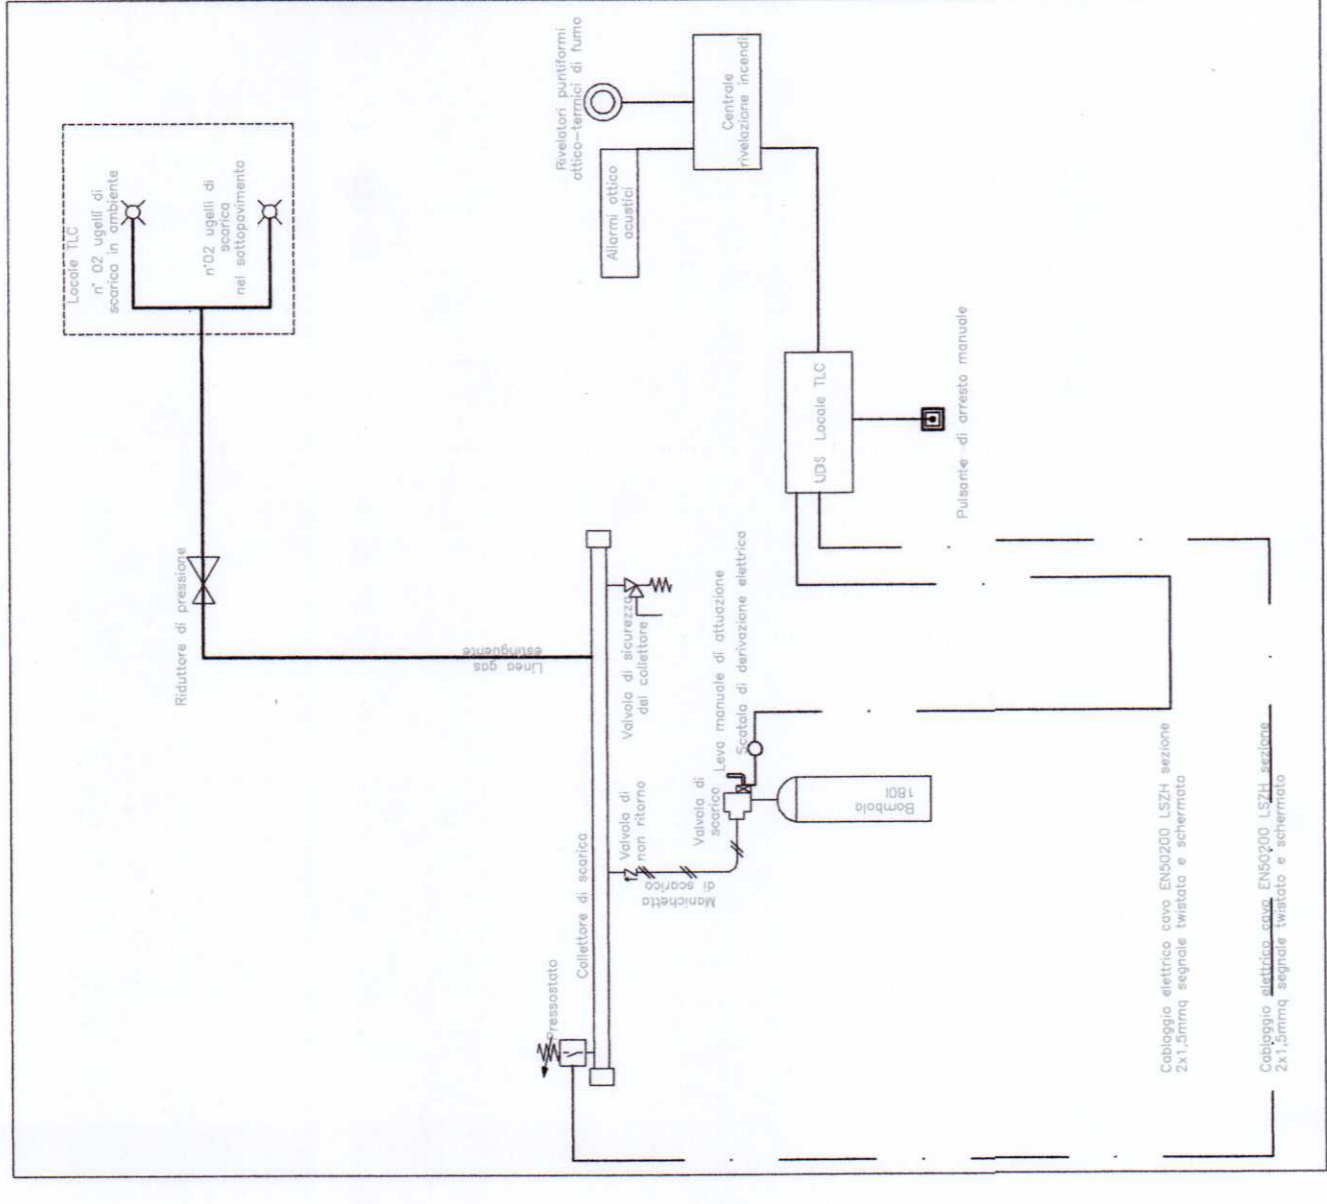 Locale TLC
n° 02 ugelli di
scarica in ambiente
n°02 ugelli di
scarica
nel sottopavimento
Riduttore di pressione
Linea gas
estinguente
Rivelatori puntiformi
ottico-termici di fumo
Allarmi ottico
acustici
Centrale
rivelazione incendi
UDS Locale TLC
Pulsante di arresto manuale
Pressostato
Collettore di scarica
Valvola di
non ritorno
Manichetta
di scarico
Valvola di sicurezza
del collettore
Valvola di
scarico
Leva manuale di attuazione
Scatola di derivazione elettrica
Bombola
180l
Cablaggio elettrico cavo EN50200 LSZH sezione
2x1,5mmq segnale twistato e schermato
Cablaggio elettrico cavo EN50200 LSZH sezione
2x1,5mmq segnale twistato e schermato